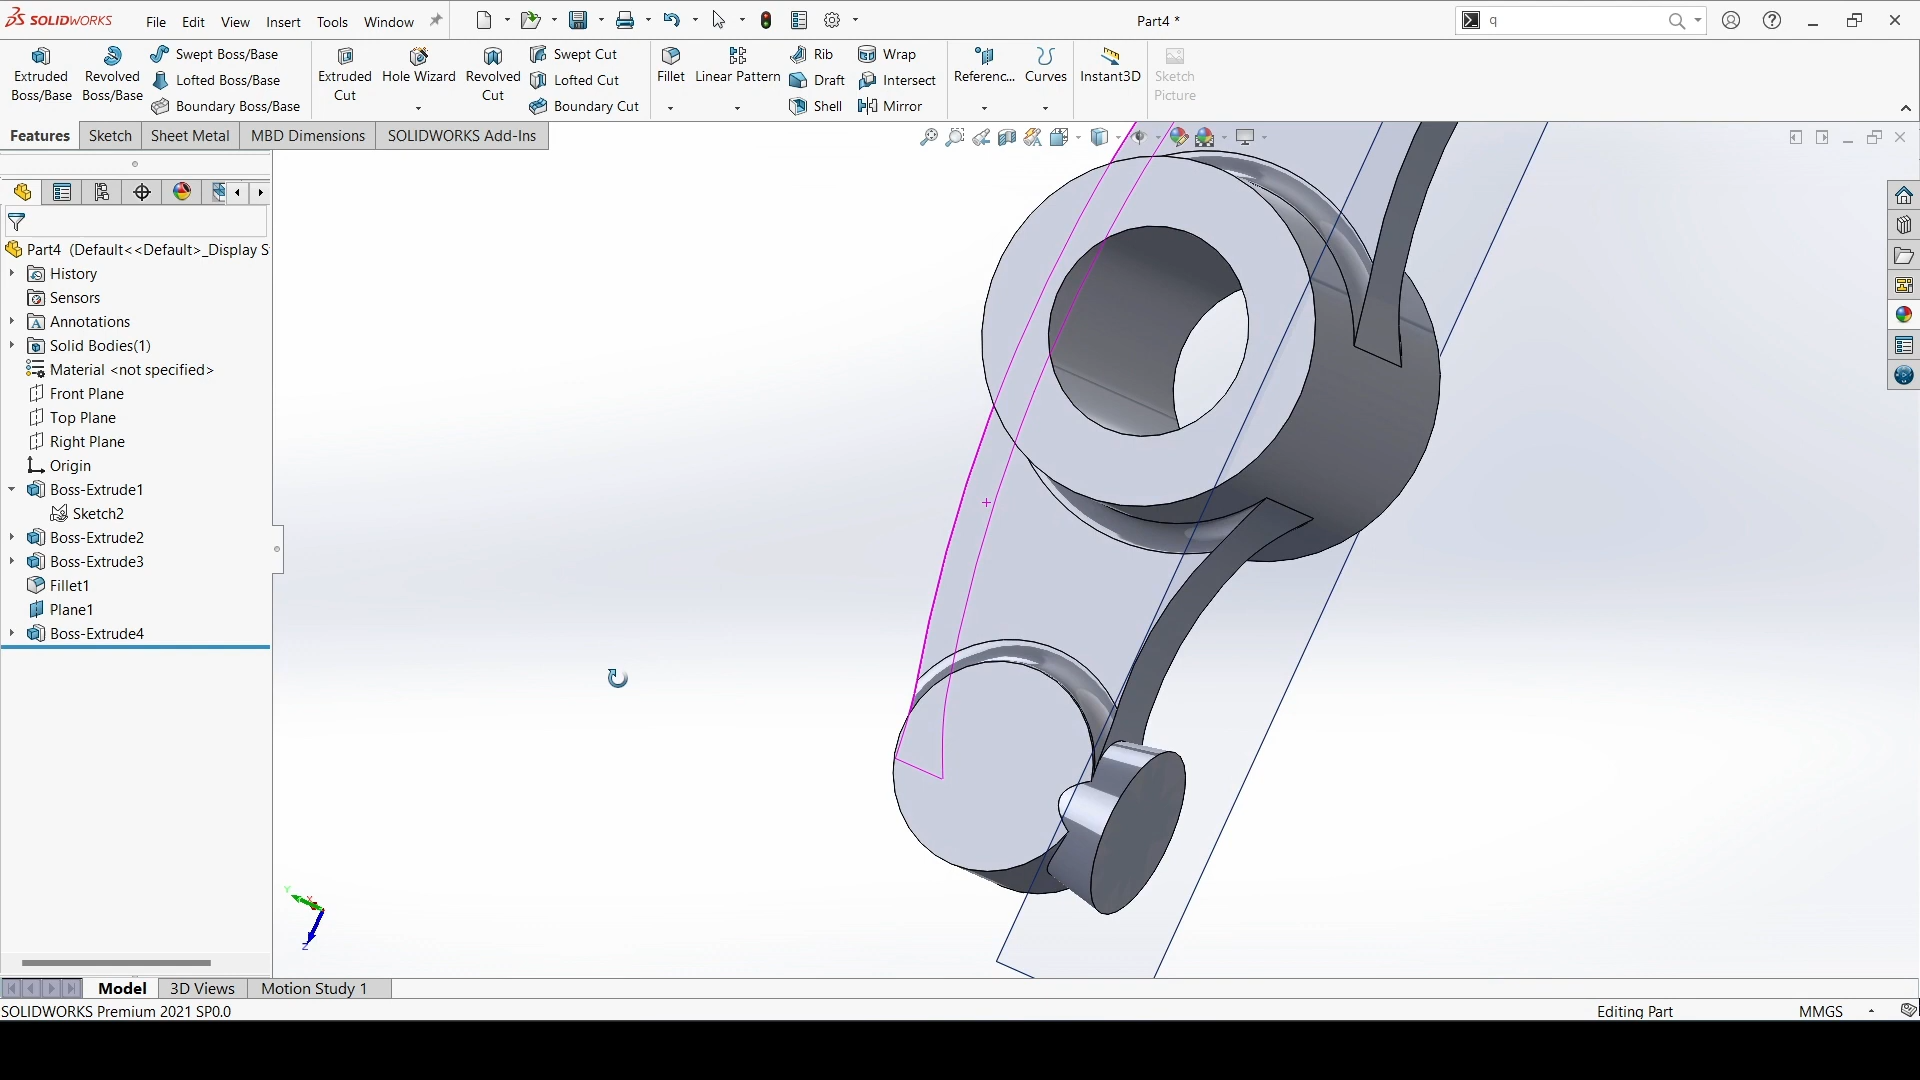 SOLIDWORKS File Edit View Insert Tools Window Part4 * q
Extruded Boss/Base
Revolved Boss/Base
Swept Boss/Base
Lofted Boss/Base
Boundary Boss/Base
Extruded Cut
Hole Wizard
Revolved Cut
Swept Cut
Lofted Cut
Boundary Cut
Fillet
Linear Pattern
Rib
Draft
Shell
Wrap
Intersect
Mirror
Referenc...
Curves
Instant3D
Sketch Picture
Features Sketch Sheet Metal MBD Dimensions SOLIDWORKS Add-Ins
Part4 (Default<<Default>_Display S
History
Sensors
Annotations
Solid Bodies(1)
Material <not specified>
Front Plane
Top Plane
Right Plane
Origin
Boss-Extrude1
Sketch2
Boss-Extrude2
Boss-Extrude3
Fillet1
Plane1
Boss-Extrude4
Y
X
Z
Model 3D Views Motion Study 1
SOLIDWORKS Premium 2021 SP0.0 Editing Part MMGS